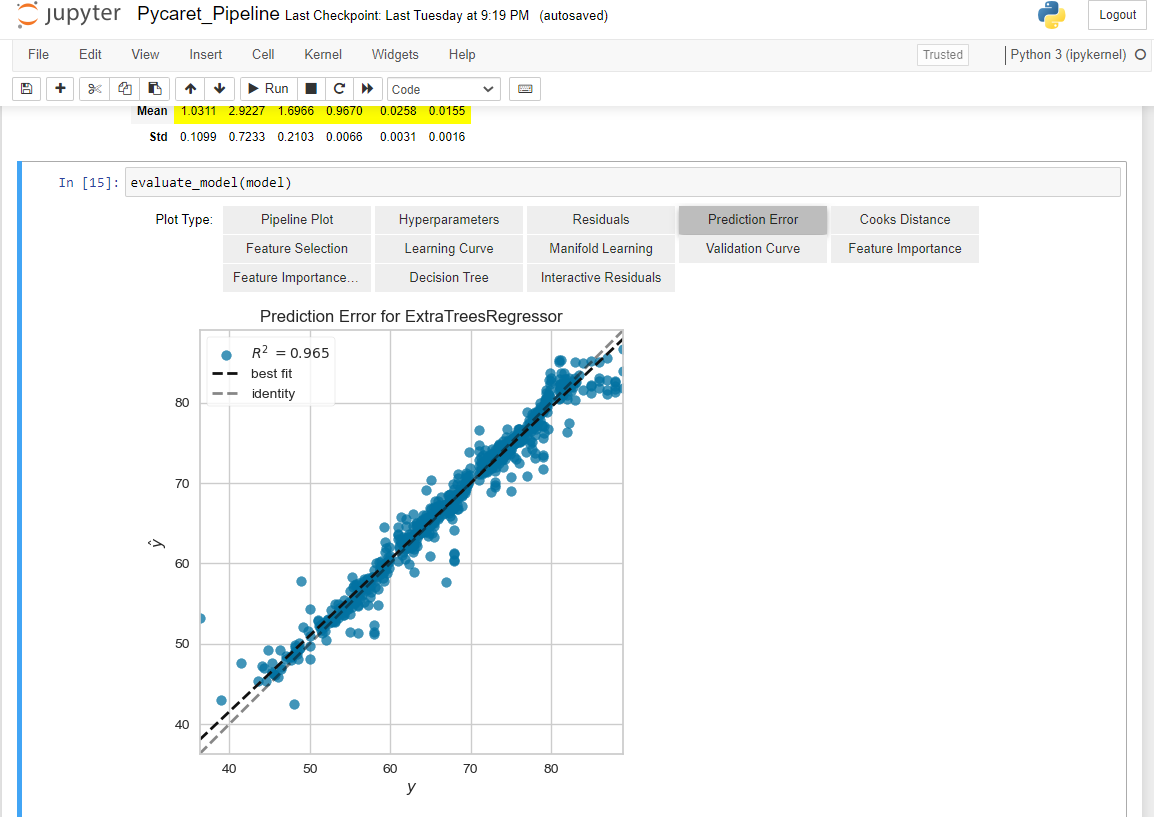 jupyter Pycaret_Pipeline Last Checkpoint: Last Tuesday at 9:19 PM (autosaved) Logout
File Edit View Insert Cell Kernel Widgets Help Trusted Python 3 (ipykernel)
Run Code
Mean 1.0311 2.9227 1.6966 0.9670 0.0258 0.0155
Std 0.1099 0.7233 0.2103 0.0066 0.0031 0.0016
In [15]: evaluate_model(model)
Plot Type: Pipeline Plot Hyperparameters Residuals Prediction Error Cooks Distance
Feature Selection Learning Curve Manifold Learning Validation Curve Feature Importance
Feature Importance… Decision Tree Interactive Residuals
Prediction Error for ExtraTreesRegressor
R² = 0.965
best fit
identity
80
70
60
50
40
ŷ
40 50 60 70 80
y